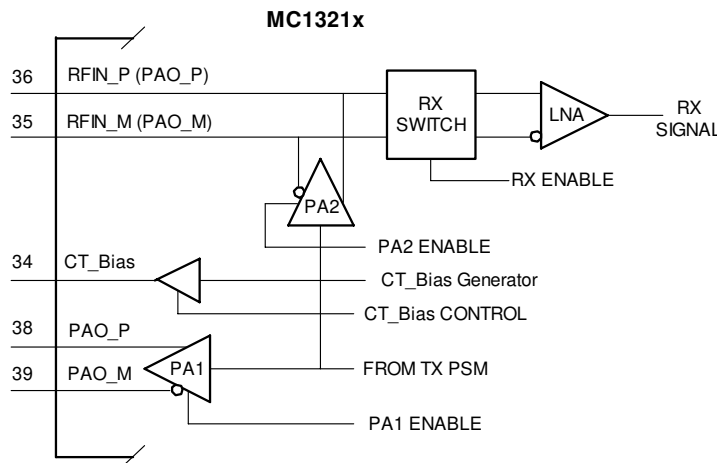 MC1321x
36 RFIN_P (PAO_P)
35 RFIN_M (PAO_M)
RX
SWITCH
LNA
RX
SIGNAL
RX ENABLE
PA2
PA2 ENABLE
34 CT_Bias
CT_Bias Generator
CT_Bias CONTROL
38 PAO_P
39 PAO_M
PA1
FROM TX PSM
PA1 ENABLE